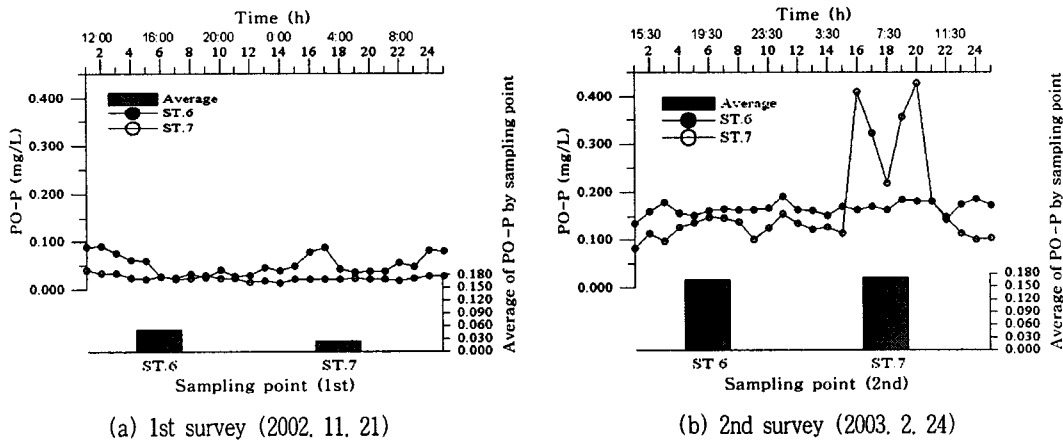 Time (h)
12:00 16:00 20:00 0:00 4:00 8:00
2 4 6 8 10 12 14 16 18 20 22 24
PO-P (mg/L)
0.400
0.300
0.200
0.100
0.000
Average
ST.6
ST.7
Average of PO-P by sampling point
0.180
0.150
0.120
0.090
0.060
0.030
0.000
ST.6 ST.7
Sampling point (1st)
(a) 1st survey (2002, 11, 21)
Time (h)
15:30 19:30 23:30 3:30 7:30 11:30
2 4 6 8 10 12 14 16 18 20 22 24
PO-P (mg/L)
0.400
0.300
0.200
0.100
0.000
Average
ST.6
ST.7
Average of PO-P by sampling point
0.180
0.150
0.120
0.090
0.060
0.030
0.000
ST 6 ST.7
Sampling point (2nd)
(b) 2nd survey (2003, 2, 24)